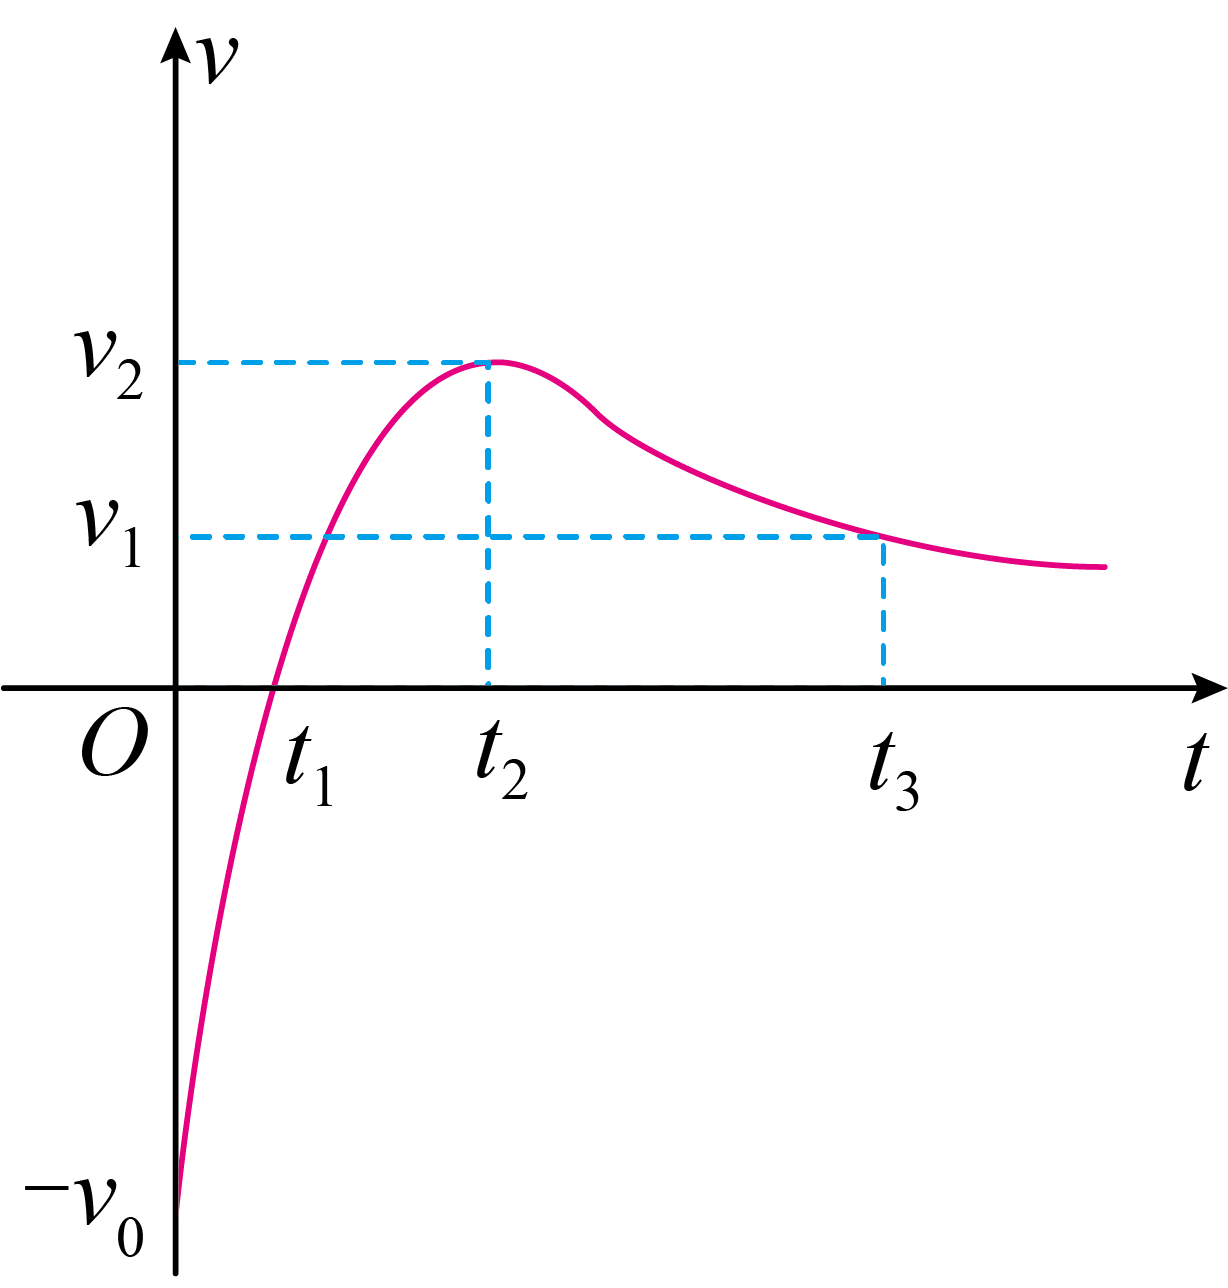 v
v₂
v₁
O
t₁
t₂
t₃
t
−v₀